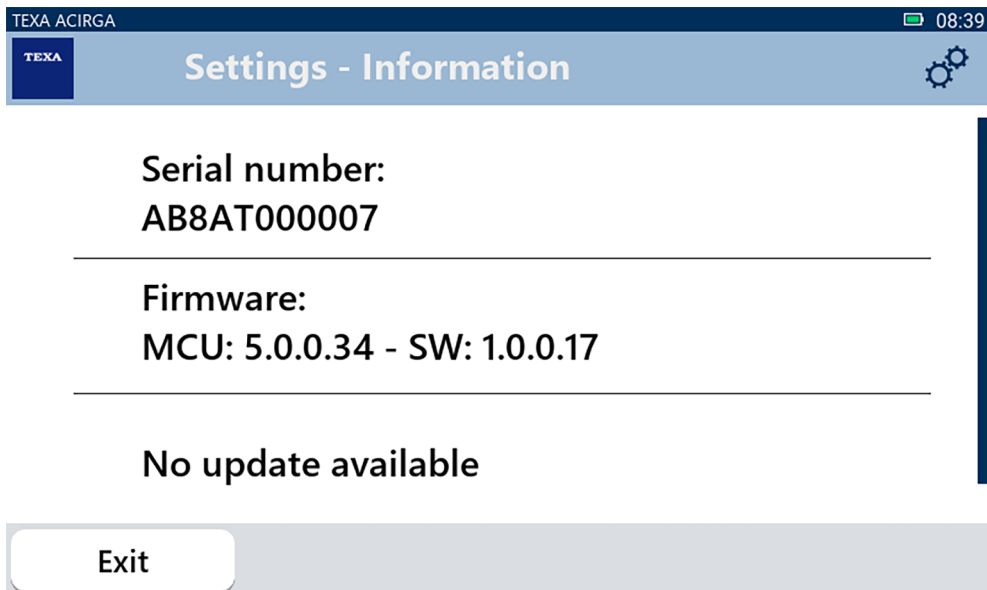 TEXA ACIRGA 08:39
TEXA Settings - Information
Serial number:
AB8AT000007
Firmware:
MCU: 5.0.0.34 - SW: 1.0.0.17
No update available
Exit